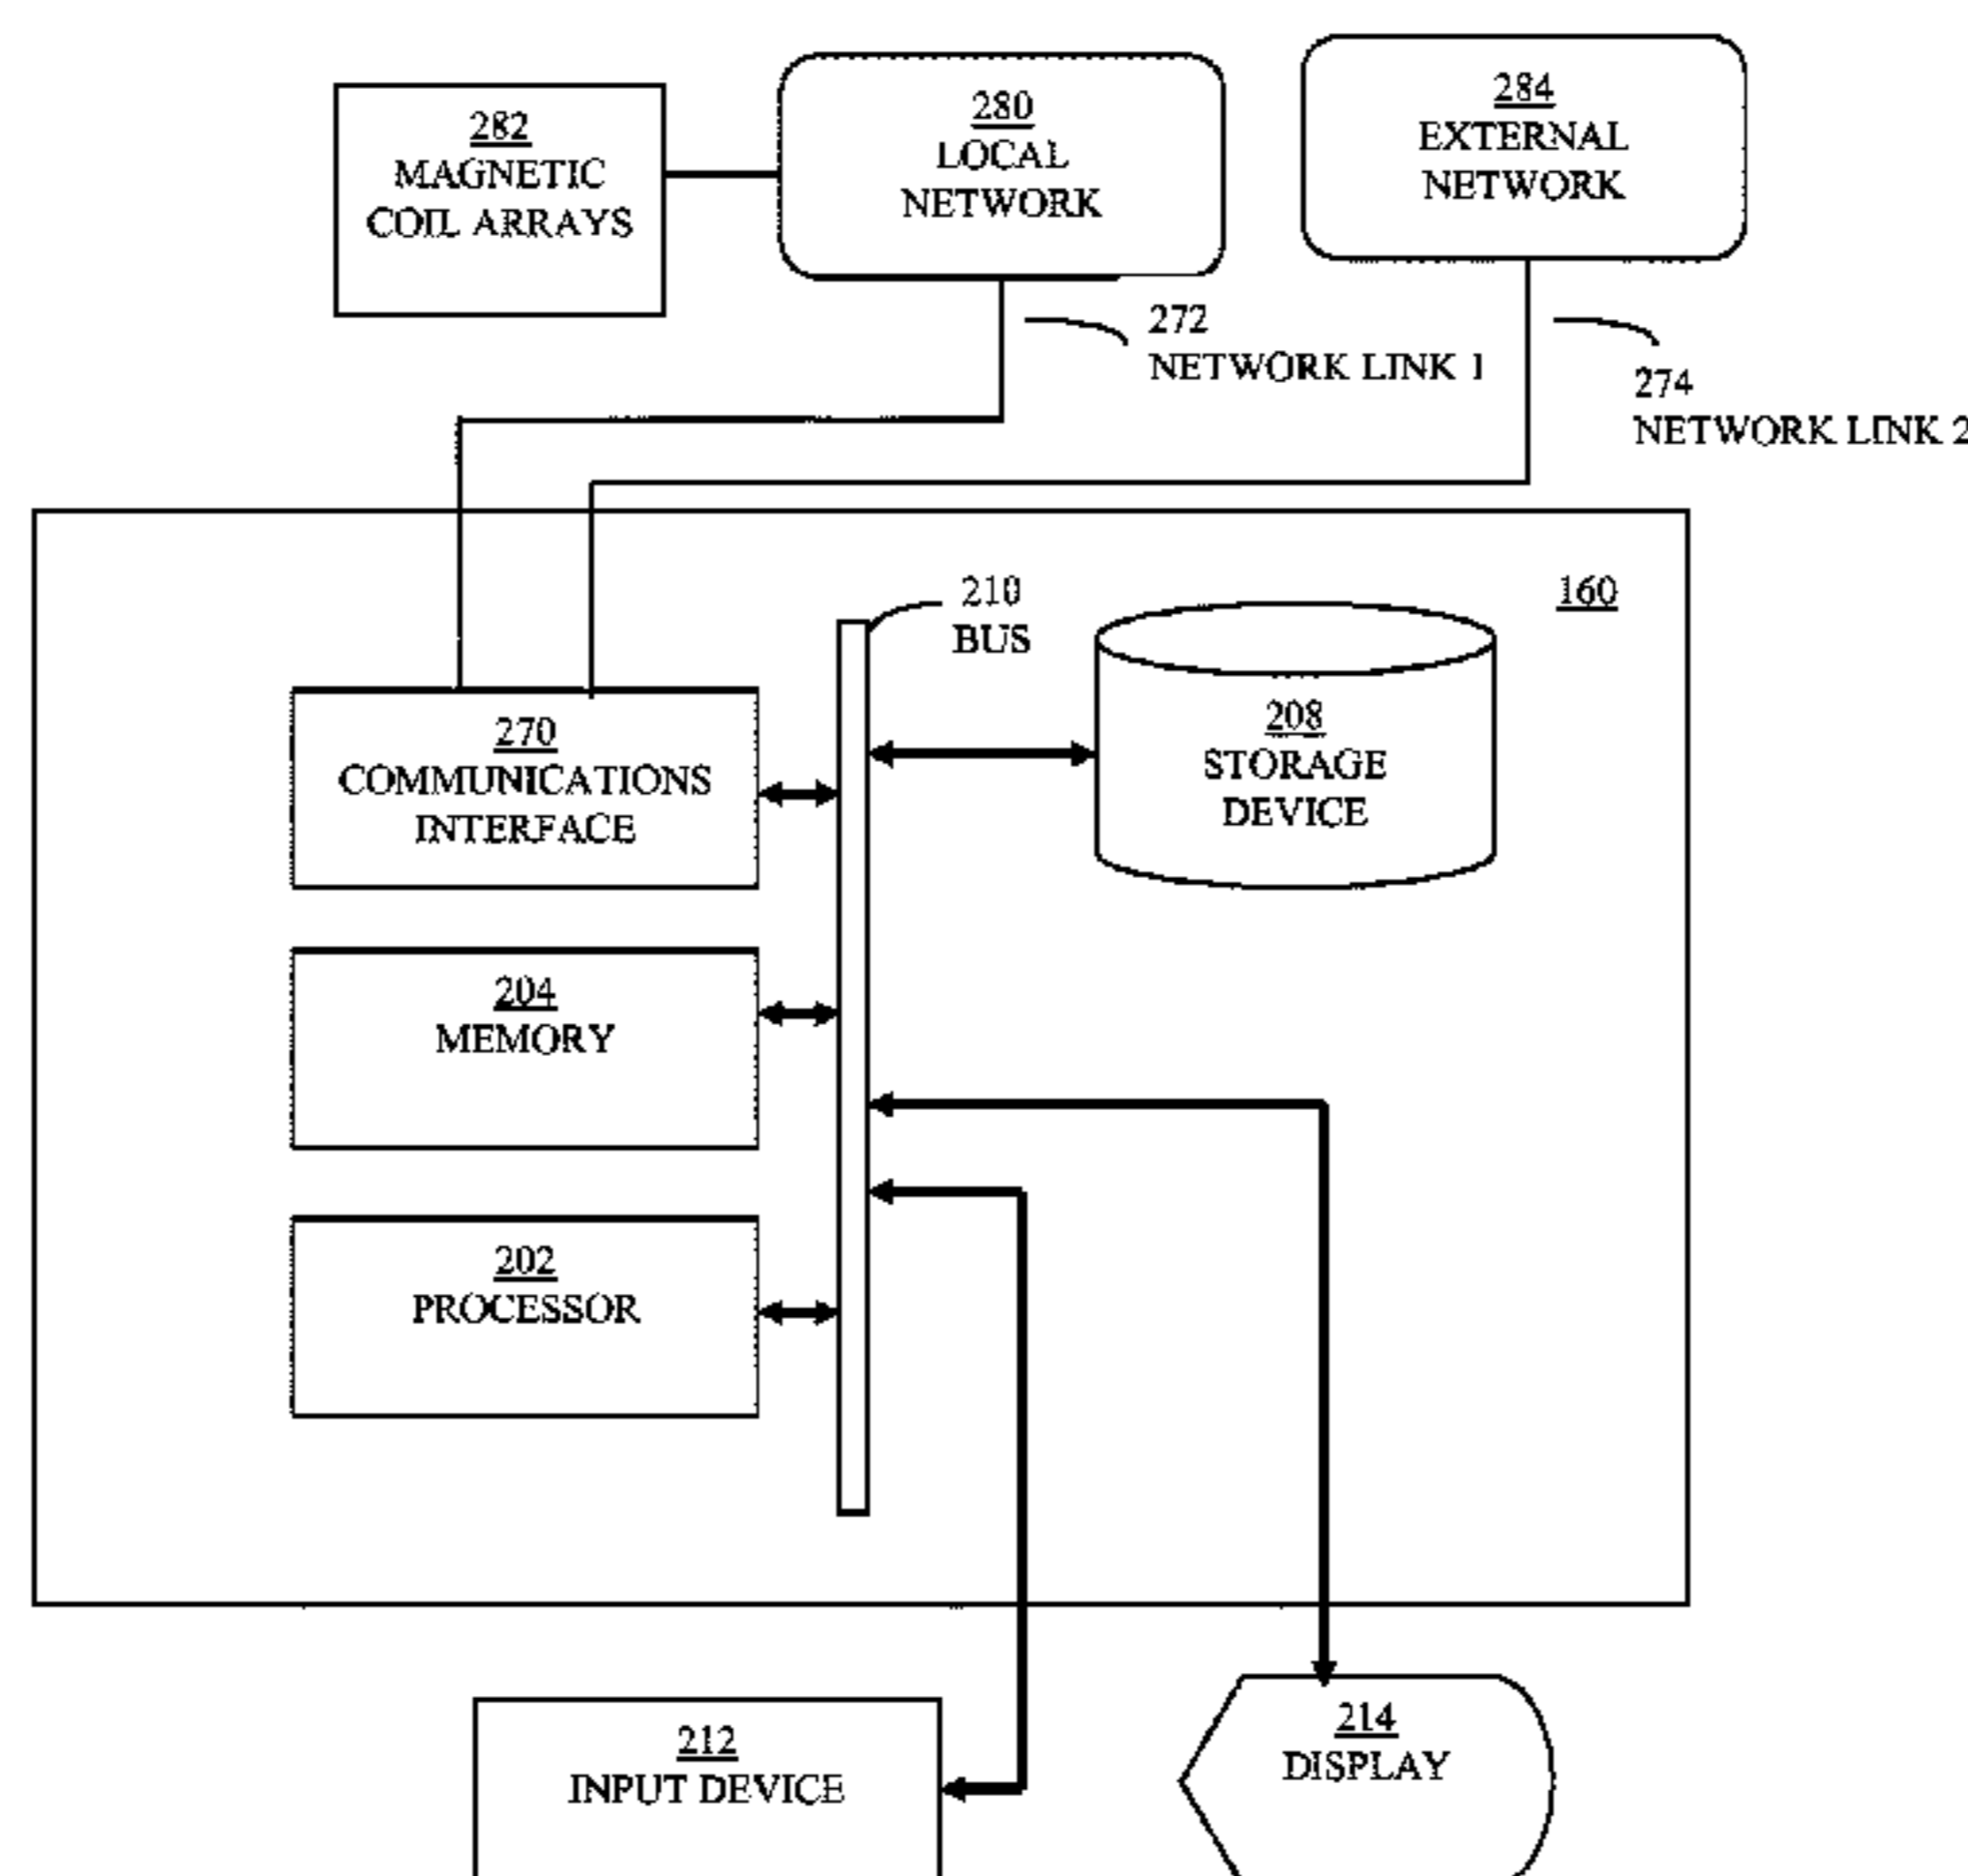 282
MAGNETIC
COIL ARRAYS
280
LOCAL
NETWORK
284
EXTERNAL
NETWORK
272
NETWORK LINK 1
274
NETWORK LINK 2
160
210
BUS
270
COMMUNICATIONS
INTERFACE
208
STORAGE
DEVICE
204
MEMORY
202
PROCESSOR
212
INPUT DEVICE
214
DISPLAY